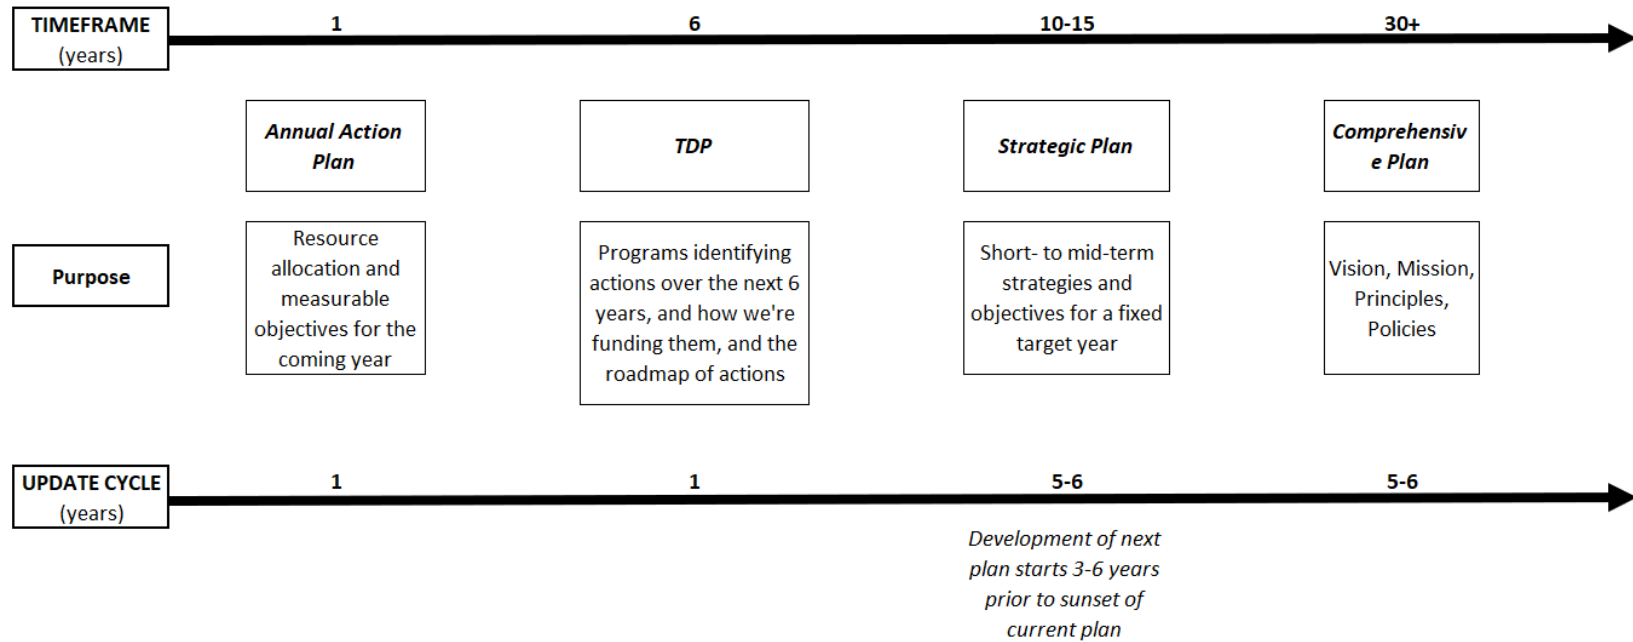 TIMEFRAME
(years)
1
6
10-15
30+
Annual Action
Plan
TDP
Strategic Plan
Comprehensiv
e Plan
Purpose
Resource
allocation and
measurable
objectives for the
coming year
Programs identifying
actions over the next 6
years, and how we're
funding them, and the
roadmap of actions
Short- to mid-term
strategies and
objectives for a fixed
target year
Vision, Mission,
Principles,
Policies
UPDATE CYCLE
(years)
1
1
5-6
5-6
Development of next
plan starts 3-6 years
prior to sunset of
current plan